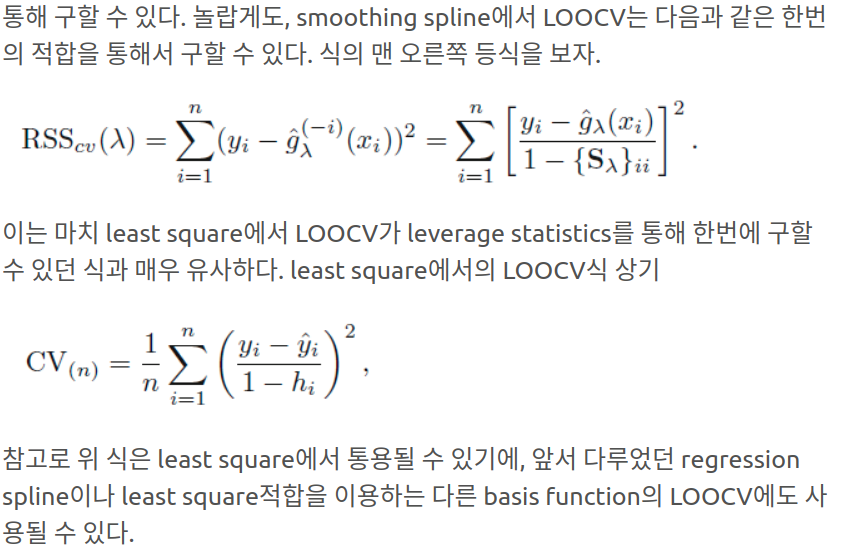 통해 구할 수 있다. 놀랍게도, smoothing spline에서 LOOCV는 다음과 같은 한번
의 적합을 통해서 구할 수 있다. 식의 맨 오른쪽 등식을 보자.
RSS_{cv}(λ) = \sum_{i=1}^{n} (y_i − \hat{g}_λ^{(−i)}(x_i))^2 = \sum_{i=1}^{n} \left[ \frac{y_i − \hat{g}_λ(x_i)}{1 − \{\mathbf{S}_λ\}_{ii}} \right]^2 .
이는 마치 least square에서 LOOCV가 leverage statistics를 통해 한번에 구할
수 있던 식과 매우 유사하다. least square에서의 LOOCV식 상기
CV_{(n)} = \frac{1}{n} \sum_{i=1}^{n} \left( \frac{y_i − \hat{y}_i}{1 − h_i} \right)^2 ,
참고로 위 식은 least square에서 통용될 수 있기에, 앞서 다루었던 regression
spline이나 least square적합을 이용하는 다른 basis function의 LOOCV에도 사
용될 수 있다.